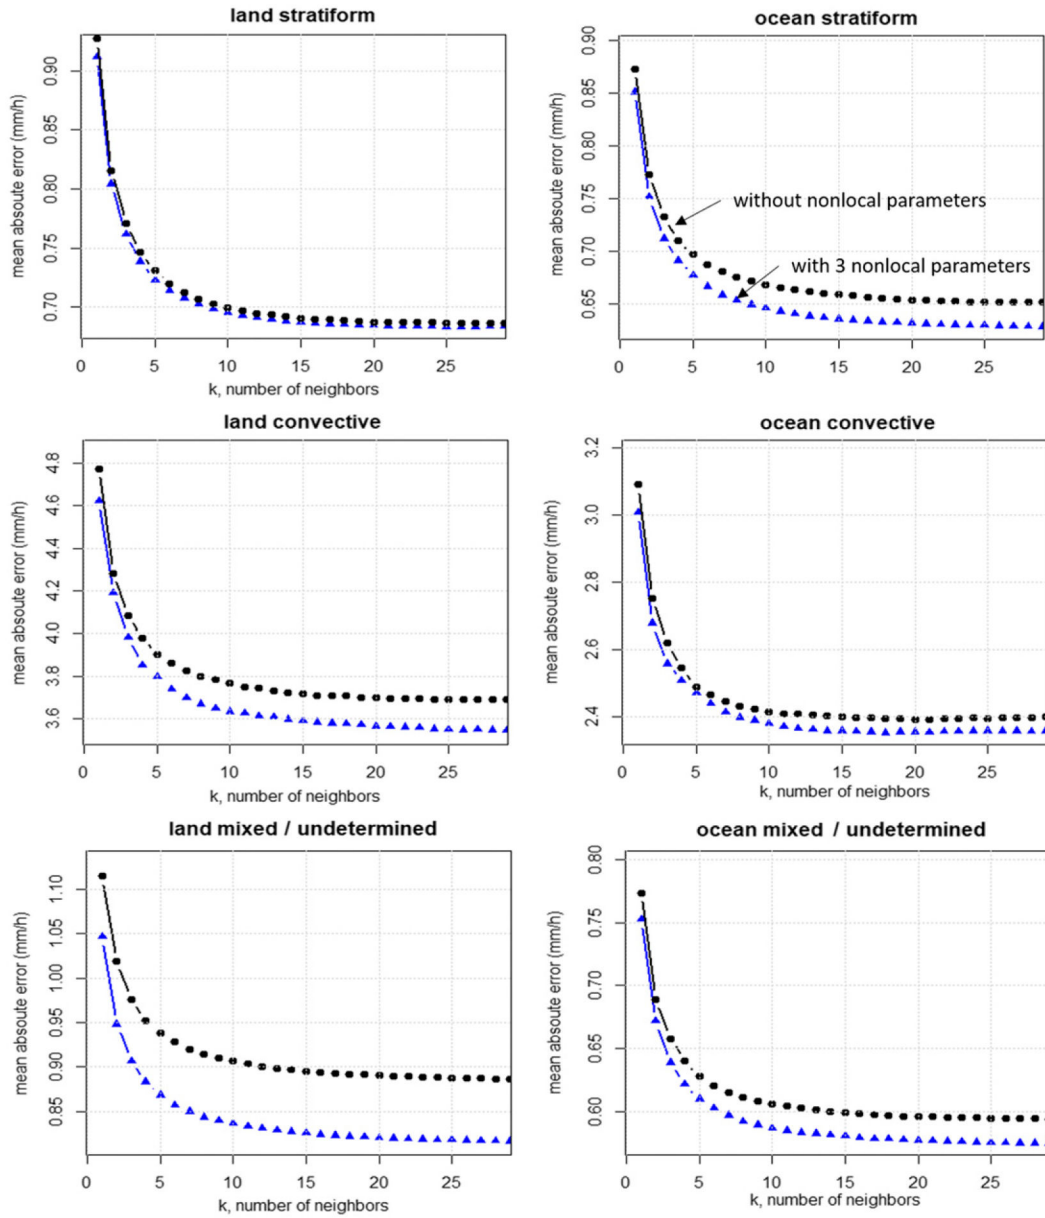 land stratiform
mean absoute error (mm/h)
0.90
0.85
0.80
0.75
0.70
0 5 10 15 20 25
k, number of neighbors
ocean stratiform
mean absoute error (mm/h)
0.90
0.85
0.80
0.75
0.70
0.65
without nonlocal parameters
with 3 nonlocal parameters
0 5 10 15 20 25
k, number of neighbors
land convective
mean absoute error (mm/h)
4.8
4.6
4.4
4.2
4.0
3.8
3.6
0 5 10 15 20 25
k, number of neighbors
ocean convective
mean absoute error (mm/h)
3.2
3.0
2.8
2.6
2.4
0 5 10 15 20 25
k, number of neighbors
land mixed / undetermined
mean absoute error (mm/h)
1.10
1.05
1.00
0.95
0.90
0.85
0 5 10 15 20 25
k, number of neighbors
ocean mixed / undetermined
mean absoute error (mm/h)
0.80
0.75
0.70
0.65
0.60
0 5 10 15 20 25
k, number of neighbors